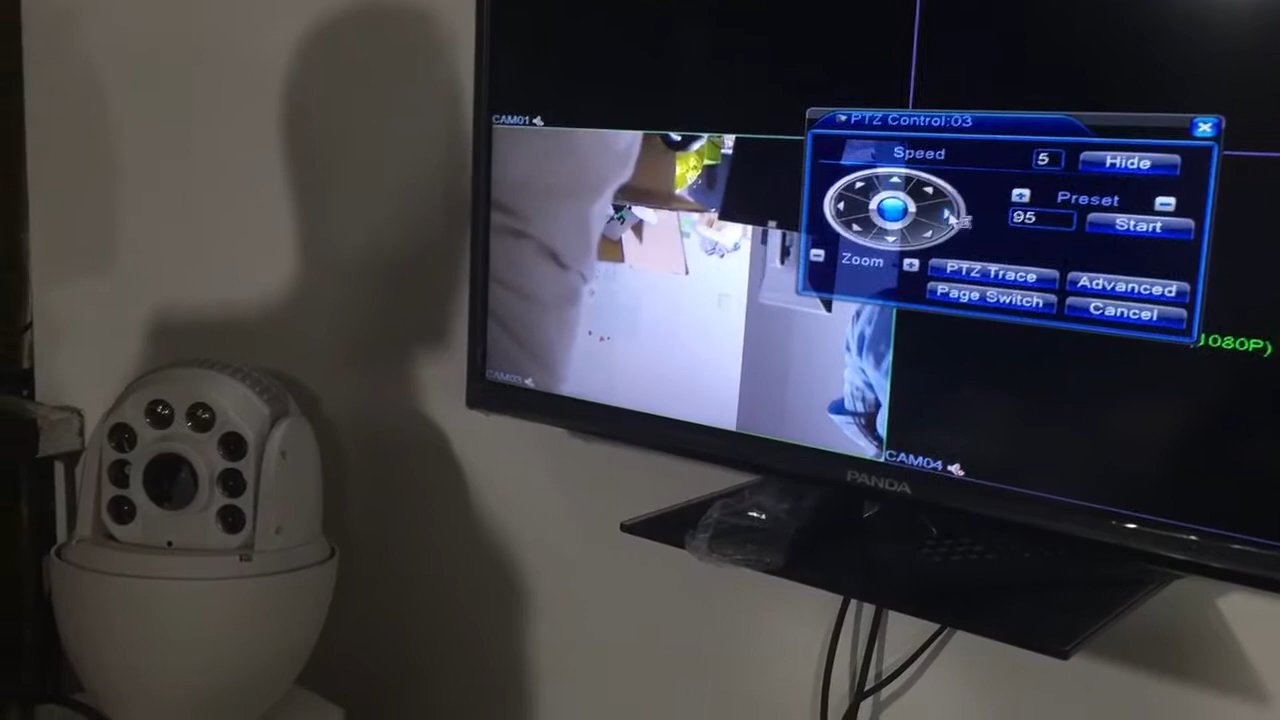 CAM01
PTZ Control:03
Speed
5
Hide
Preset
95
Start
Zoom
PTZ Trace
Advanced
Page Switch
Cancel
1080P)
CAM03
CAM04
PANDA